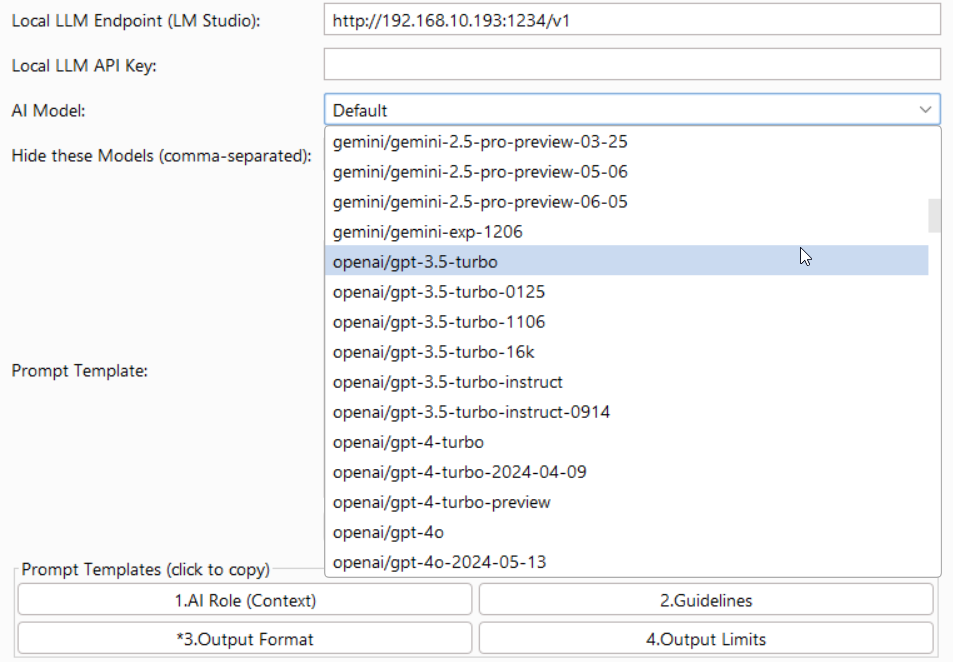 Local LLM Endpoint (LM Studio):
http://192.168.10.193:1234/v1
Local LLM API Key:
AI Model:
Default
Hide these Models (comma-separated):
gemini/gemini-2.5-pro-preview-03-25
gemini/gemini-2.5-pro-preview-05-06
gemini/gemini-2.5-pro-preview-06-05
gemini/gemini-exp-1206
openai/gpt-3.5-turbo
openai/gpt-3.5-turbo-0125
openai/gpt-3.5-turbo-1106
openai/gpt-3.5-turbo-16k
Prompt Template:
openai/gpt-3.5-turbo-instruct
openai/gpt-3.5-turbo-instruct-0914
openai/gpt-4-turbo
openai/gpt-4-turbo-2024-04-09
openai/gpt-4-turbo-preview
openai/gpt-4o
openai/gpt-4o-2024-05-13
Prompt Templates (click to copy)
1.AI Role (Context)
2.Guidelines
*3.Output Format
4.Output Limits